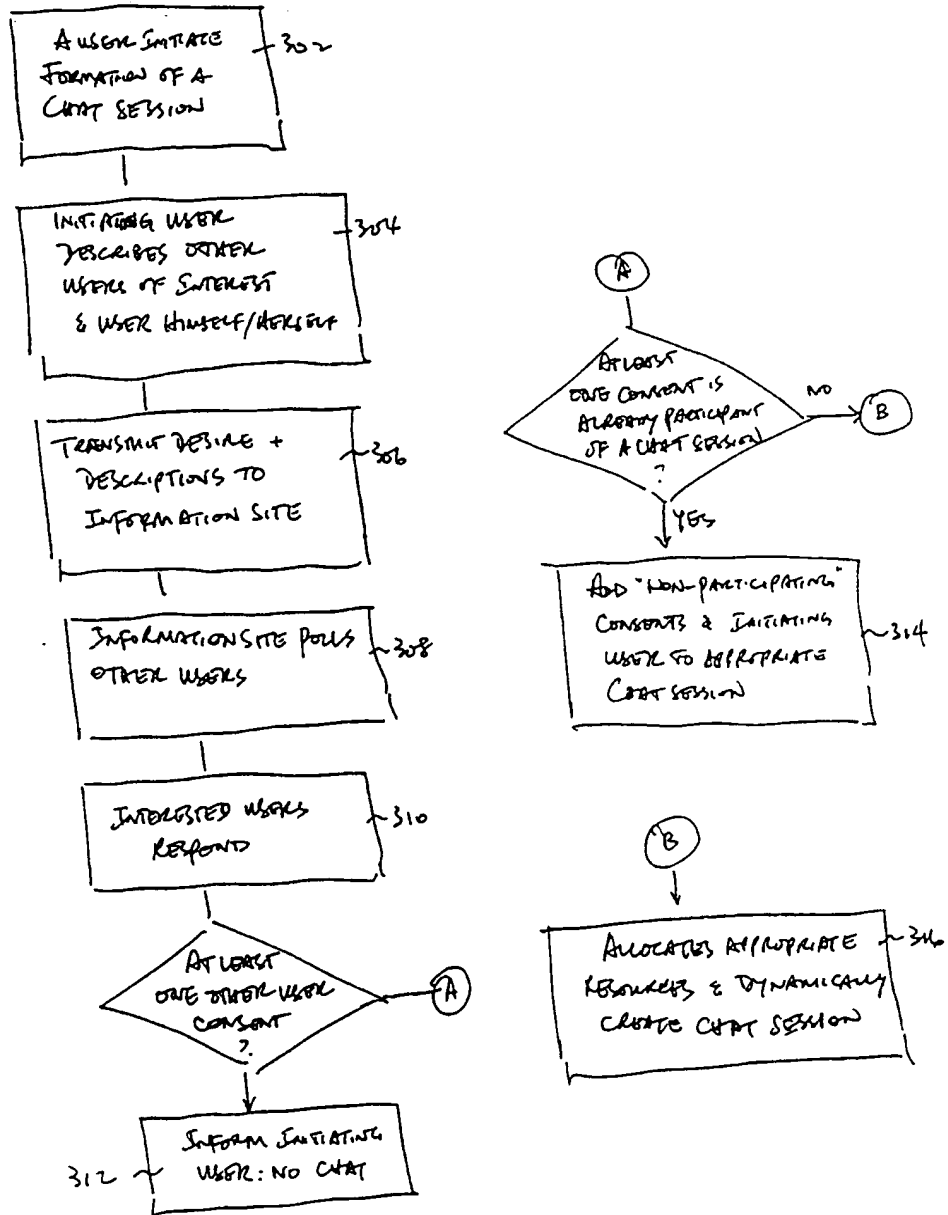 A USER INITIATE
302
FORMATION OF A
CHAT SESSION
INITIATING USER
304
DESCRIBES OTHER
USERS OF INTEREST
& USER HIMSELF/HERSELF
TRANSMIT DESIRE +
306
DESCRIPTIONS TO
INFORMATION SITE
INFORMATION SITE POLLS
308
OTHER USERS
INTERESTED USERS
310
RESPOND
AT LEAST
ONE OTHER USER
A
CONSENT
?
INFORM INITIATING
USER: NO CHAT
312
A
AT LEAST
ONE CONSENT IS
NO
ALREADY PARTICIPANT
B
OF A CHAT SESSION
?
YES
ADD "NON-PARTICIPATING"
CONSENTS & INITIATING
314
USER TO APPROPRIATE
CHAT SESSION
B
ALLOCATES APPROPRIATE
316
RESOURCES & DYNAMICALLY
CREATE CHAT SESSION